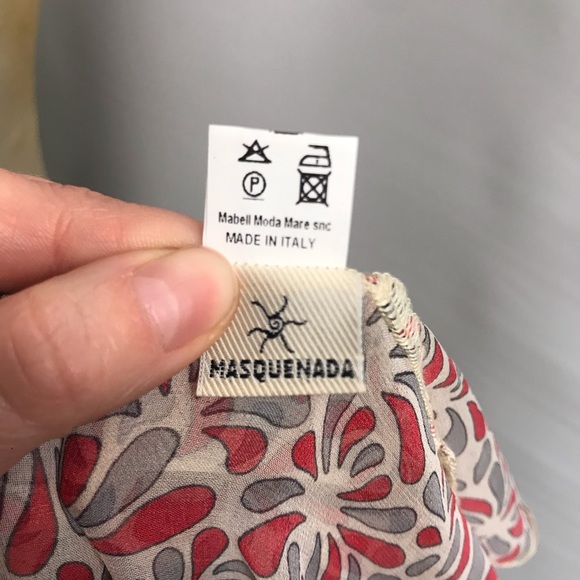 P
Mabell Moda Mare snc
MADE IN ITALY
MASQUENADA